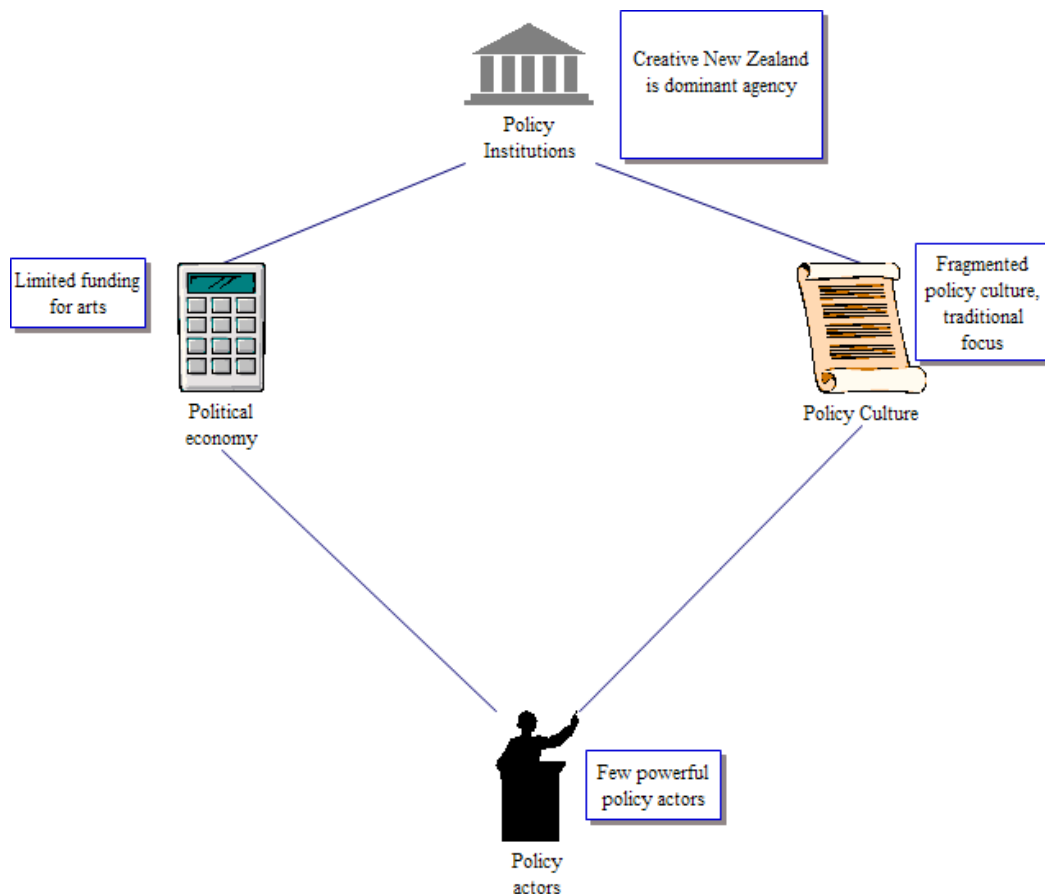 Creative New Zealand
is dominant agency
Policy
Institutions
Limited funding
for arts
Fragmented
policy culture,
traditional
focus
Political
economy
Policy Culture
Few powerful
policy actors
Policy
actors